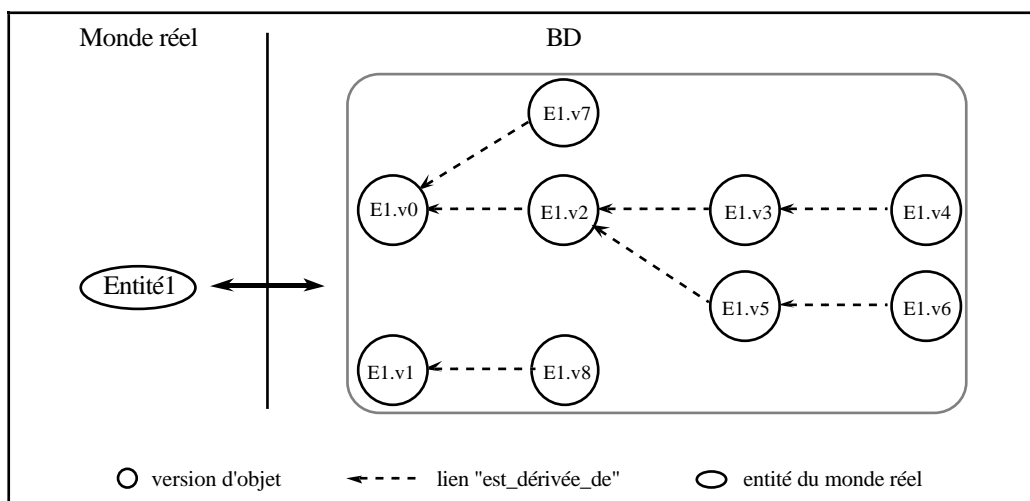 Monde réel
BD
E1.v7
E1.v0
E1.v2
E1.v3
E1.v4
Entité1
E1.v5
E1.v6
E1.v1
E1.v8
version d'objet
lien "est_dérivée_de"
entité du monde réel